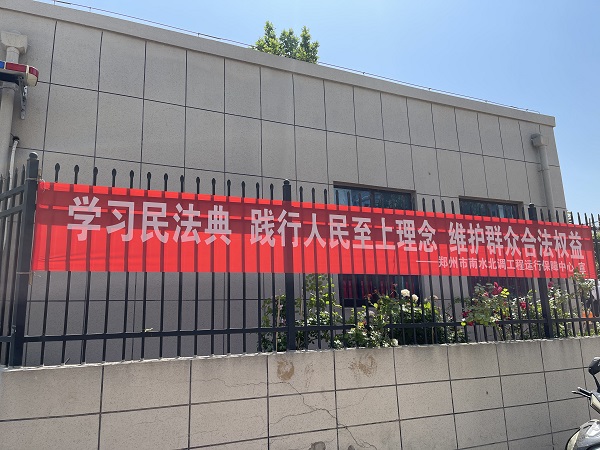 学习民法典 践行人民至上理念 维护群众合法权益
——郑州市南水北调工程运行保障中心 宣